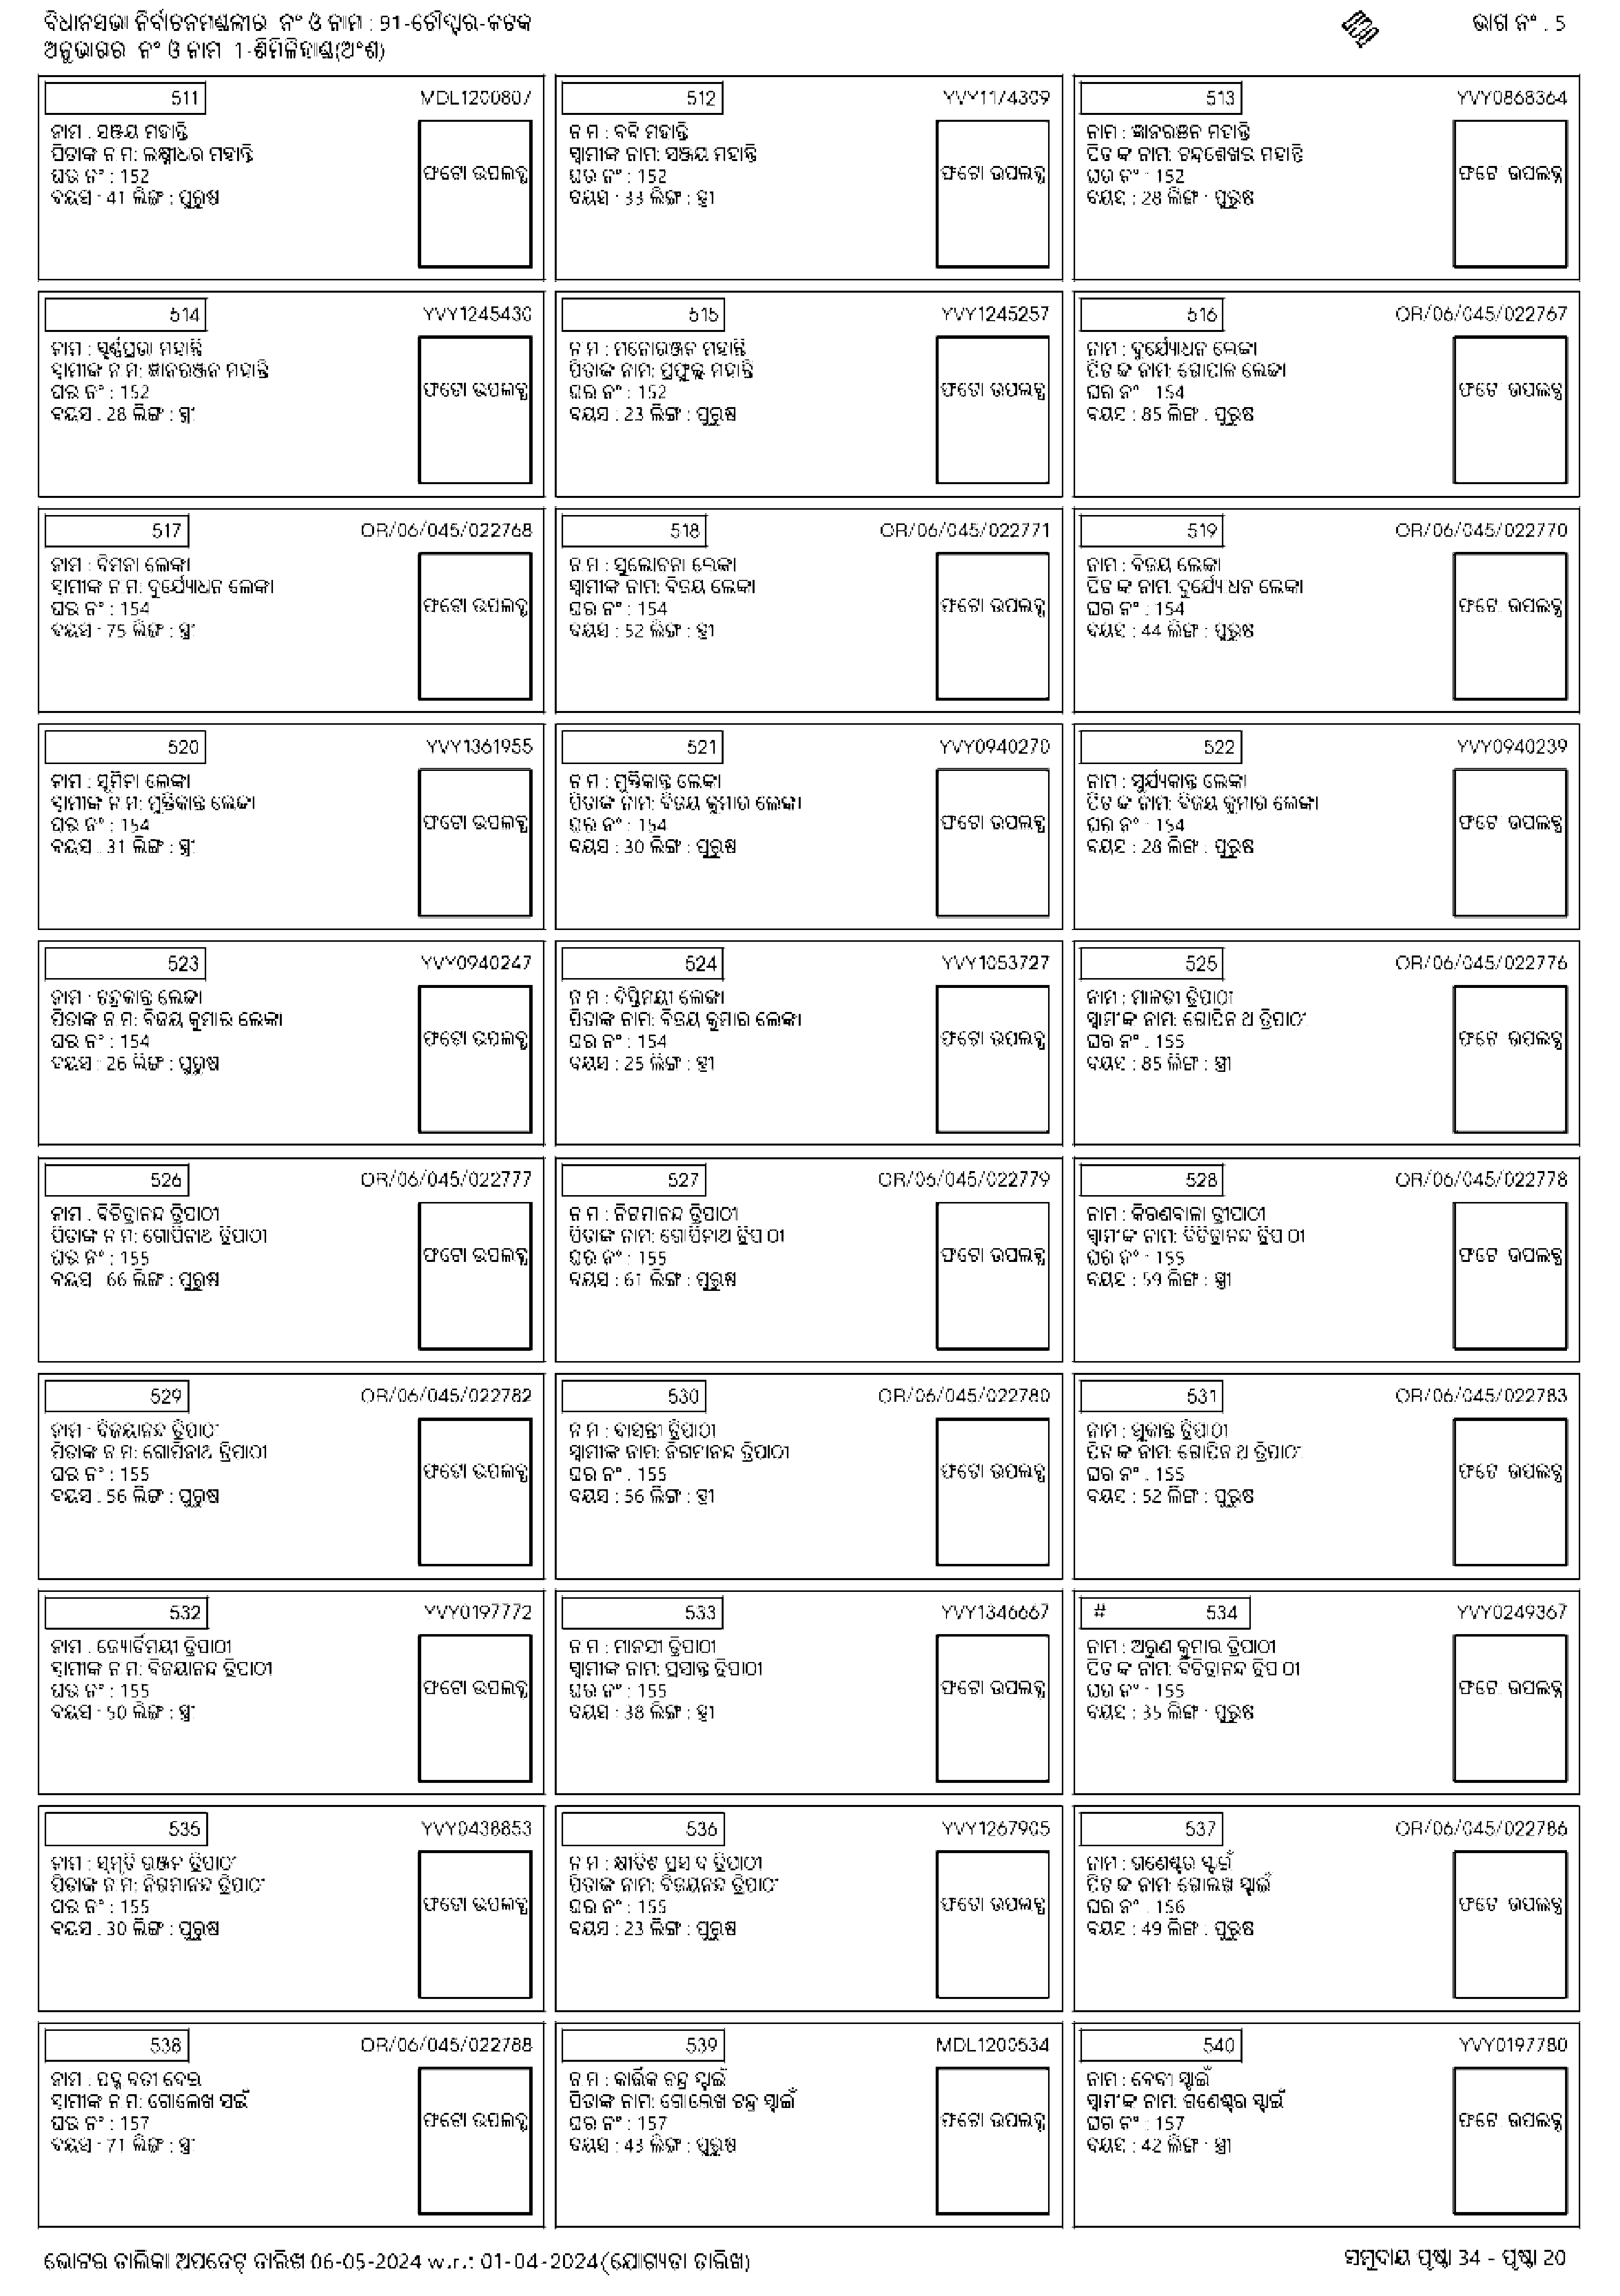 ବିଧାନସଭା ନିର୍ବାଚନମଣ୍ଡଳୀର ନଂ ଓ ନାମ : 91-ଚୌଦ୍ୱାର-କଟକ
ଭାଗ ନଂ . 5
ଅନୁଭାଗର ନଂ ଓ ନାମ 1-ଶିମିଳିହାଣ୍ଡ(ଅଂଶ)
511 MDL1200807
ନାମ : ସଞ୍ଜୟ ମହାନ୍ତି
ପିତାଙ୍କ ନାମ: ଲକ୍ଷ୍ମୀଧର ମହାନ୍ତି
ଘର ନଂ : 152
ବୟସ : 41 ଲିଙ୍ଗ : ପୁରୁଷ
ଫଟୋ ଉପଲବ୍ଧ
512 YVY1174309
ନାମ : ବବି ମହାନ୍ତି
ସ୍ୱାମୀଙ୍କ ନାମ: ସଞ୍ଜୟ ମହାନ୍ତି
ଘର ନଂ : 152
ବୟସ : 33 ଲିଙ୍ଗ : ସ୍ତ୍ରୀ
ଫଟୋ ଉପଲବ୍ଧ
513 YVY0868364
ନାମ : ଜ୍ଞାନରଞ୍ଜନ ମହାନ୍ତି
ପିତାଙ୍କ ନାମ: ଚନ୍ଦ୍ରଶେଖର ମହାନ୍ତି
ଘର ନଂ : 152
ବୟସ : 28 ଲିଙ୍ଗ : ପୁରୁଷ
ଫଟୋ ଉପଲବ୍ଧ
514 YVY1245430
ନାମ : ସ୍ୱର୍ଣ୍ଣପ୍ରଭା ମହାନ୍ତି
ସ୍ୱାମୀଙ୍କ ନାମ: ଜ୍ଞାନରଞ୍ଜନ ମହାନ୍ତି
ଘର ନଂ : 152
ବୟସ : 28 ଲିଙ୍ଗ : ସ୍ତ୍ରୀ
ଫଟୋ ଉପଲବ୍ଧ
515 YVY1245257
ନାମ : ମନୋରଞ୍ଜନ ମହାନ୍ତି
ପିତାଙ୍କ ନାମ: ପ୍ରଫୁଲ୍ଲ ମହାନ୍ତି
ଘର ନଂ : 152
ବୟସ : 23 ଲିଙ୍ଗ : ପୁରୁଷ
ଫଟୋ ଉପଲବ୍ଧ
516 OR/06/045/022767
ନାମ : ଦୁର୍ଯ୍ୟୋଧନ ଲେଙ୍କା
ପିତାଙ୍କ ନାମ: ଗୋପାଳ ଲେଙ୍କା
ଘର ନଂ : 154
ବୟସ : 85 ଲିଙ୍ଗ : ପୁରୁଷ
ଫଟୋ ଉପଲବ୍ଧ
517 OR/06/045/022768
ନାମ : ବିମଳା ଲେଙ୍କା
ସ୍ୱାମୀଙ୍କ ନାମ: ଦୁର୍ଯ୍ୟୋଧନ ଲେଙ୍କା
ଘର ନଂ : 154
ବୟସ : 75 ଲିଙ୍ଗ : ସ୍ତ୍ରୀ
ଫଟୋ ଉପଲବ୍ଧ
518 OR/06/045/022771
ନାମ : ସୁଲୋଚନା ଲେଙ୍କା
ସ୍ୱାମୀଙ୍କ ନାମ: ବିଜୟ ଲେଙ୍କା
ଘର ନଂ : 154
ବୟସ : 52 ଲିଙ୍ଗ : ସ୍ତ୍ରୀ
ଫଟୋ ଉପଲବ୍ଧ
519 OR/06/045/022770
ନାମ : ବିଜୟ ଲେଙ୍କା
ପିତାଙ୍କ ନାମ: ଦୁର୍ଯ୍ୟୋଧନ ଲେଙ୍କା
ଘର ନଂ : 154
ବୟସ : 44 ଲିଙ୍ଗ : ପୁରୁଷ
ଫଟୋ ଉପଲବ୍ଧ
520 YVY1361955
ନାମ : ସୁମିତ୍ରା ଲେଙ୍କା
ସ୍ୱାମୀଙ୍କ ନାମ: ମୁକ୍ତିକାନ୍ତ ଲେଙ୍କା
ଘର ନଂ : 154
ବୟସ : 31 ଲିଙ୍ଗ : ସ୍ତ୍ରୀ
ଫଟୋ ଉପଲବ୍ଧ
521 YVY0940270
ନାମ : ମୁକ୍ତିକାନ୍ତ ଲେଙ୍କା
ପିତାଙ୍କ ନାମ: ବିଜୟ କୁମାର ଲେଙ୍କା
ଘର ନଂ : 154
ବୟସ : 30 ଲିଙ୍ଗ : ପୁରୁଷ
ଫଟୋ ଉପଲବ୍ଧ
522 YVY0940239
ନାମ : ସୁର୍ଯ୍ୟକାନ୍ତ ଲେଙ୍କା
ପିତାଙ୍କ ନାମ: ବିଜୟ କୁମାର ଲେଙ୍କା
ଘର ନଂ : 154
ବୟସ : 28 ଲିଙ୍ଗ : ପୁରୁଷ
ଫଟୋ ଉପଲବ୍ଧ
523 YVY0940247
ନାମ : ଚନ୍ଦ୍ରକାନ୍ତ ଲେଙ୍କା
ପିତାଙ୍କ ନାମ: ବିଜୟ କୁମାର ଲେଙ୍କା
ଘର ନଂ : 154
ବୟସ : 26 ଲିଙ୍ଗ : ପୁରୁଷ
ଫଟୋ ଉପଲବ୍ଧ
524 YVY1053727
ନାମ : ଦିପ୍ତିମୟୀ ଲେଙ୍କା
ପିତାଙ୍କ ନାମ: ବିଜୟ କୁମାର ଲେଙ୍କା
ଘର ନଂ : 154
ବୟସ : 25 ଲିଙ୍ଗ : ସ୍ତ୍ରୀ
ଫଟୋ ଉପଲବ୍ଧ
525 OR/06/045/022776
ନାମ : ମାଳତୀ ତ୍ରିପାଠୀ
ସ୍ୱାମୀଙ୍କ ନାମ: ଗୋପିନାଥ ତ୍ରିପାଠୀ
ଘର ନଂ : 155
ବୟସ : 85 ଲିଙ୍ଗ : ସ୍ତ୍ରୀ
ଫଟୋ ଉପଲବ୍ଧ
526 OR/06/045/022777
ନାମ : ବିଚିତ୍ରାନନ୍ଦ ତ୍ରିପାଠୀ
ପିତାଙ୍କ ନାମ: ଗୋପିନାଥ ତ୍ରିପାଠୀ
ଘର ନଂ : 155
ବୟସ : 66 ଲିଙ୍ଗ : ପୁରୁଷ
ଫଟୋ ଉପଲବ୍ଧ
527 OR/06/045/022779
ନାମ : ନିଗମାନନ୍ଦ ତ୍ରିପାଠୀ
ପିତାଙ୍କ ନାମ: ଗୋପିନାଥ ତ୍ରିପାଠୀ
ଘର ନଂ : 155
ବୟସ : 61 ଲିଙ୍ଗ : ପୁରୁଷ
ଫଟୋ ଉପଲବ୍ଧ
528 OR/06/045/022778
ନାମ : କିରଣବାଳା ତ୍ରୀପାଠୀ
ସ୍ୱାମୀଙ୍କ ନାମ: ବିଚିତ୍ରାନନ୍ଦ ତ୍ରିପାଠୀ
ଘର ନଂ : 155
ବୟସ : 59 ଲିଙ୍ଗ : ସ୍ତ୍ରୀ
ଫଟୋ ଉପଲବ୍ଧ
529 OR/06/045/022782
ନାମ : ବିଜୟାନନ୍ଦ ତ୍ରିପାଠୀ
ପିତାଙ୍କ ନାମ: ଗୋପିନାଥ ତ୍ରିପାଠୀ
ଘର ନଂ : 155
ବୟସ : 56 ଲିଙ୍ଗ : ପୁରୁଷ
ଫଟୋ ଉପଲବ୍ଧ
530 OR/06/045/022780
ନାମ : ବାସନ୍ତୀ ତ୍ରିପାଠୀ
ସ୍ୱାମୀଙ୍କ ନାମ: ନିଗମାନନ୍ଦ ତ୍ରିପାଠୀ
ଘର ନଂ : 155
ବୟସ : 56 ଲିଙ୍ଗ : ସ୍ତ୍ରୀ
ଫଟୋ ଉପଲବ୍ଧ
531 OR/06/045/022783
ନାମ : ସୁକାନ୍ତ ତ୍ରିପାଠୀ
ପିତାଙ୍କ ନାମ: ଗୋପିନାଥ ତ୍ରିପାଠୀ
ଘର ନଂ : 155
ବୟସ : 52 ଲିଙ୍ଗ : ପୁରୁଷ
ଫଟୋ ଉପଲବ୍ଧ
532 YVY0197772
ନାମ : ଜ୍ୟୋର୍ତିମୟୀ ତ୍ରିପାଠୀ
ସ୍ୱାମୀଙ୍କ ନାମ: ବିଜୟାନନ୍ଦ ତ୍ରିପାଠୀ
ଘର ନଂ : 155
ବୟସ : 50 ଲିଙ୍ଗ : ସ୍ତ୍ରୀ
ଫଟୋ ଉପଲବ୍ଧ
533 YVY1346667
ନାମ : ମାନସୀ ତ୍ରିପାଠୀ
ସ୍ୱାମୀଙ୍କ ନାମ: ପ୍ରସାନ୍ତ ତ୍ରିପାଠୀ
ଘର ନଂ : 155
ବୟସ : 38 ଲିଙ୍ଗ : ସ୍ତ୍ରୀ
ଫଟୋ ଉପଲବ୍ଧ
# 534 YVY0249367
ନାମ : ଅରୁଣ କୁମାର ତ୍ରିପାଠୀ
ପିତାଙ୍କ ନାମ: ବିଚିତ୍ରାନନ୍ଦ ତ୍ରିପାଠୀ
ଘର ନଂ : 155
ବୟସ : 35 ଲିଙ୍ଗ : ପୁରୁଷ
ଫଟୋ ଉପଲବ୍ଧ
535 YVY0438853
ନାମ : ସ୍ମୃତି ରଞ୍ଜନ ତ୍ରିପାଠୀ
ପିତାଙ୍କ ନାମ: ନିଗମାନନ୍ଦ ତ୍ରିପାଠୀ
ଘର ନଂ : 155
ବୟସ : 30 ଲିଙ୍ଗ : ପୁରୁଷ
ଫଟୋ ଉପଲବ୍ଧ
536 YVY1267905
ନାମ : କ୍ଷୀତିଶ ପ୍ରସାଦ ତ୍ରିପାଠୀ
ପିତାଙ୍କ ନାମ: ବିଜୟନନ୍ଦ ତ୍ରିପାଠୀ
ଘର ନଂ : 155
ବୟସ : 23 ଲିଙ୍ଗ : ପୁରୁଷ
ଫଟୋ ଉପଲବ୍ଧ
537 OR/06/045/022786
ନାମ : ଗଣେଶ୍ୱର ସ୍ୱାଇଁ
ପିତାଙ୍କ ନାମ: ଗୋଲେଖ ସ୍ୱାଇଁ
ଘର ନଂ : 156
ବୟସ : 49 ଲିଙ୍ଗ : ପୁରୁଷ
ଫଟୋ ଉପଲବ୍ଧ
538 OR/06/045/022788
ନାମ : ପଦ୍ମାବତୀ ବେଉା
ସ୍ୱାମୀଙ୍କ ନାମ: ଗୋଲେଖ ସାଇଁ
ଘର ନଂ : 157
ବୟସ : 71 ଲିଙ୍ଗ : ସ୍ତ୍ରୀ
ଫଟୋ ଉପଲବ୍ଧ
539 MDL1200534
ନାମ : କାର୍ତ୍ତିକ ଚନ୍ଦ୍ର ସ୍ୱାଇଁ
ପିତାଙ୍କ ନାମ: ଗୋଲେଖ ଚନ୍ଦ୍ର ସ୍ୱାଇଁ
ଘର ନଂ : 157
ବୟସ : 43 ଲିଙ୍ଗ : ପୁରୁଷ
ଫଟୋ ଉପଲବ୍ଧ
540 YVY0197780
ନାମ : ବେବୀ ସ୍ୱାଇଁ
ସ୍ୱାମୀଙ୍କ ନାମ: ଗଣେଶ୍ୱର ସ୍ୱାଇଁ
ଘର ନଂ : 157
ବୟସ : 42 ଲିଙ୍ଗ : ସ୍ତ୍ରୀ
ଫଟୋ ଉପଲବ୍ଧ
ଭୋଟର ତାଲିକା ଅପଡେଟ୍ ତାରିଖ 06-05-2024 w.r.: 01-04-2024(ଯୋଗ୍ୟତା ତାରିଖ)
ସମୁଦାୟ ପୃଷ୍ଠା 34 - ପୃଷ୍ଠା 20